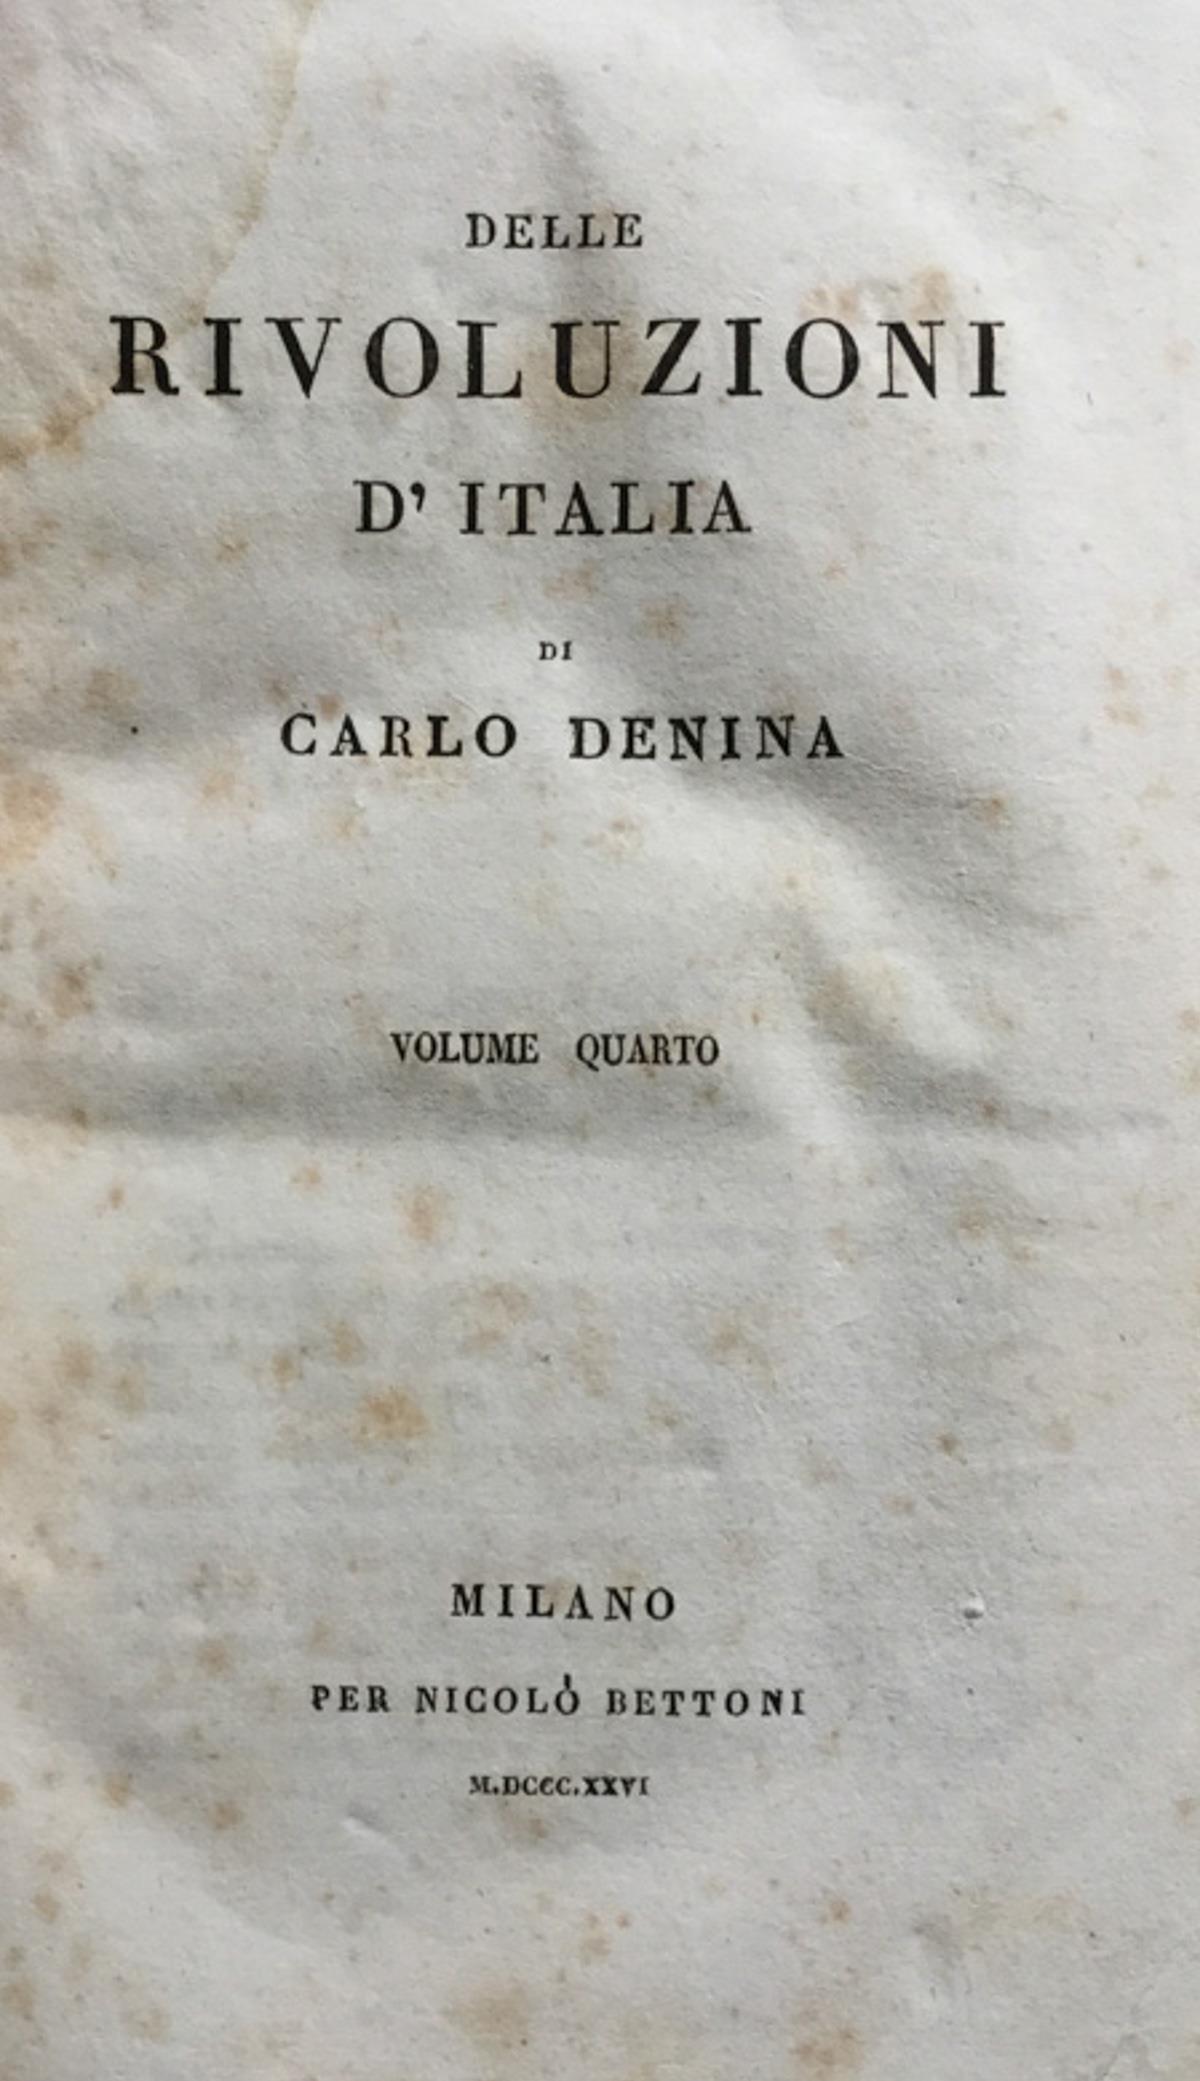 DELLE
RIVOLUZIONI
D' ITALIA
DI
CARLO DENINA
VOLUME QUARTO
MILANO
PER NICOLÒ BETTONI
M.DCCC.XXVI